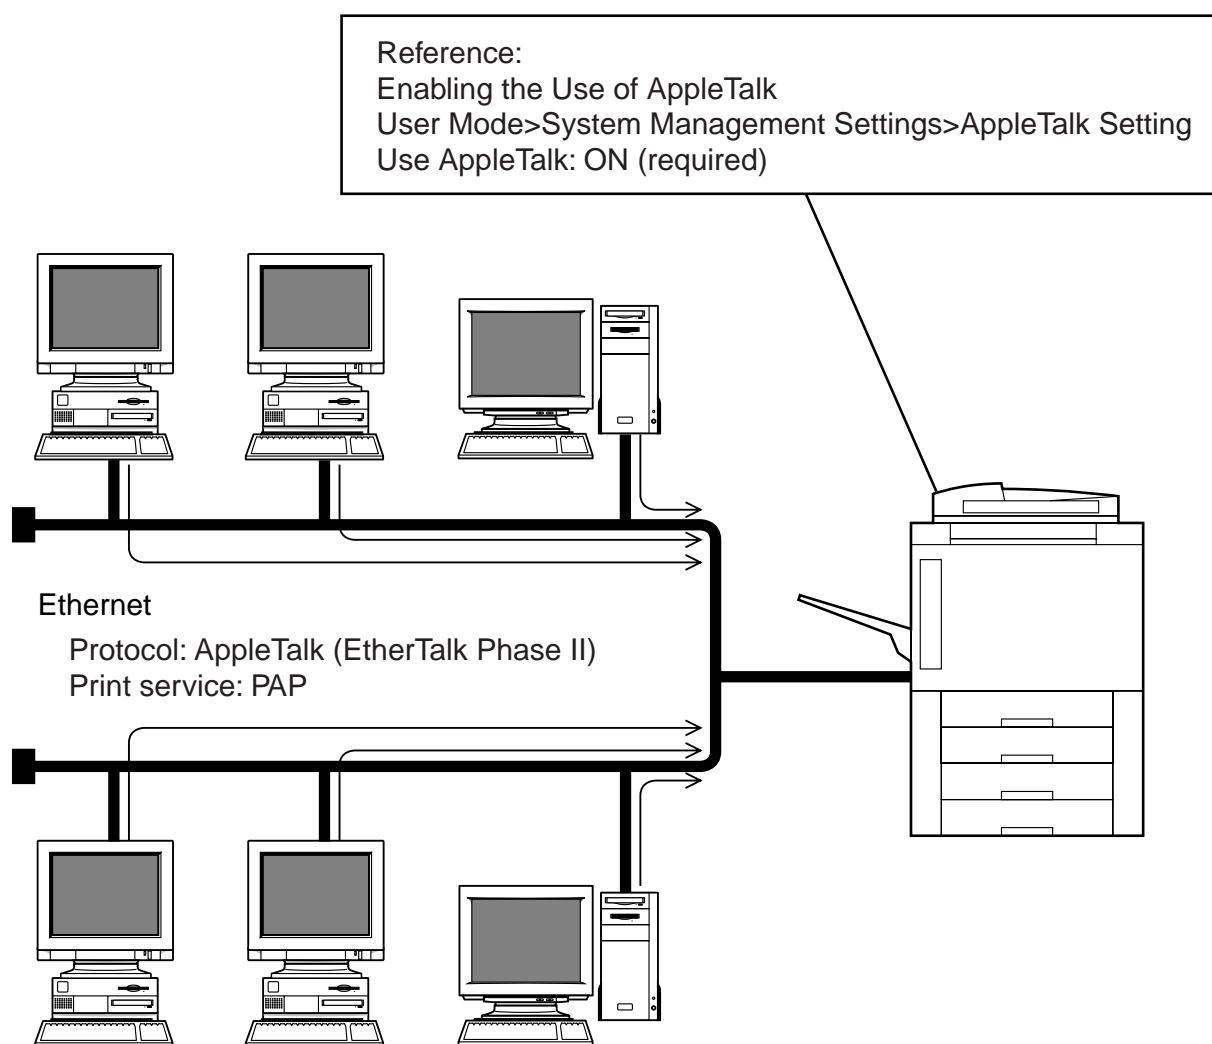 Reference:
Enabling the Use of AppleTalk
User Mode>System Management Settings>AppleTalk Setting
Use AppleTalk: ON (required)
Ethernet
Protocol: AppleTalk (EtherTalk Phase II)
Print service: PAP